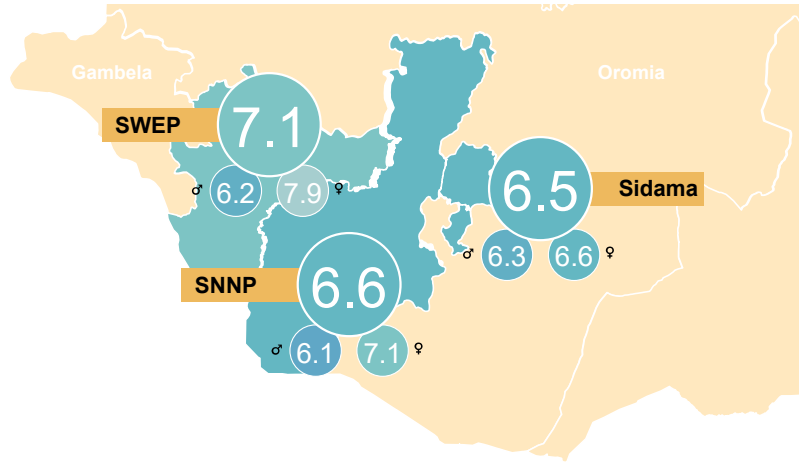 Gambela
Oromia
SWEP
7.1
♂ 6.2 7.9 ♀
6.5
Sidama
♂ 6.3 6.6 ♀
SNNP
6.6
♂ 6.1 7.1 ♀